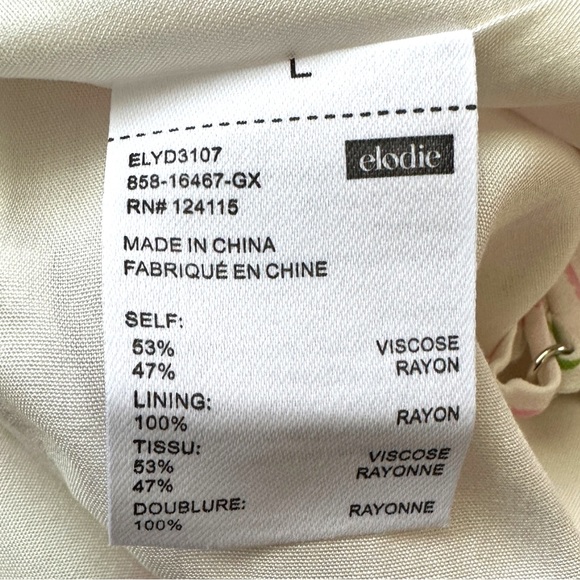 L
ELYD3107
elodie
858-16467-GX
RN# 124115
MADE IN CHINA
FABRIQUÉ EN CHINE
SELF:
53% VISCOSE
47% RAYON
LINING:
100% RAYON
TISSU:
53% VISCOSE
47% RAYONNE
DOUBLURE:
100% RAYONNE